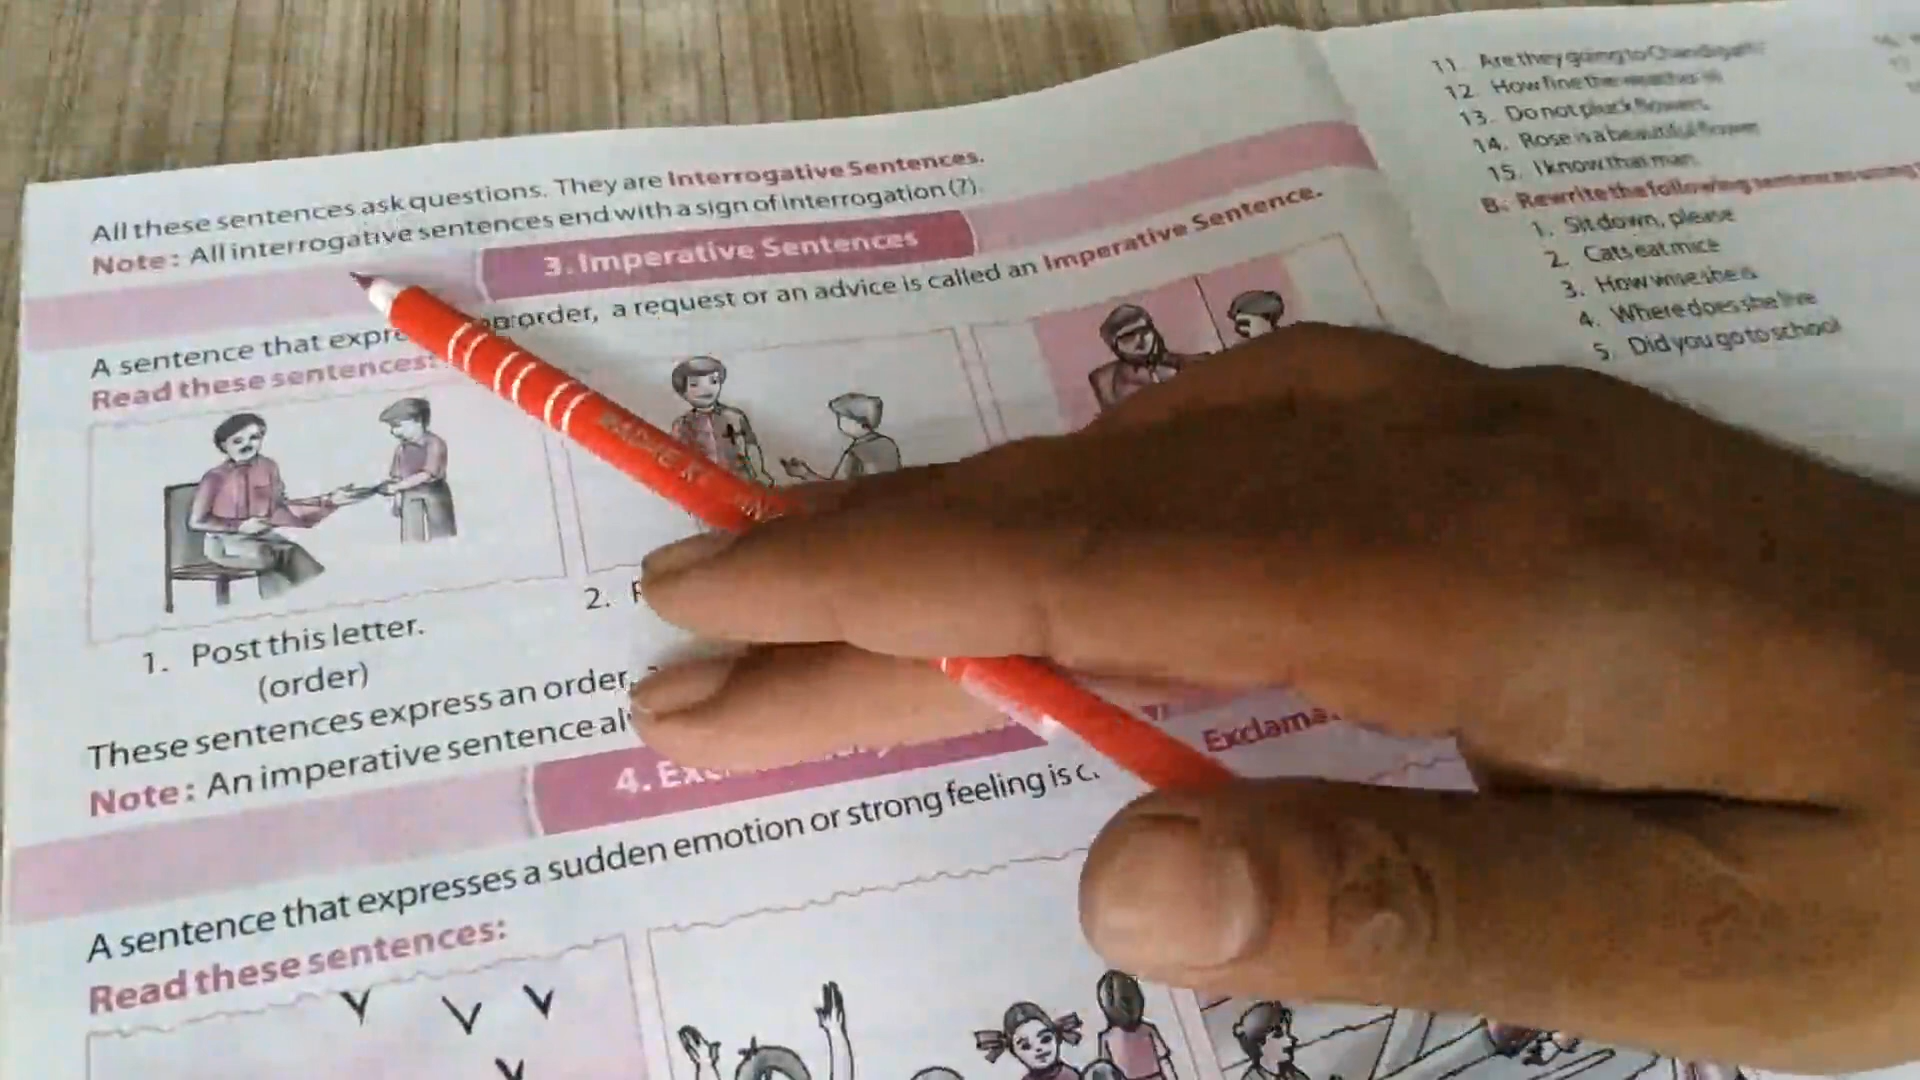 All these sentences ask questions. They are Interrogative Sentences.
Note: All interrogative sentences end with a sign of interrogation (?).
3. Imperative Sentences
A sentence that order, a request or an advice is called an Imperative Sentence.
Read these sentences:
1. Post this letter.
(order)
2.
These sentences express an order,
Note: An imperative sentence
4.
A sentence that expresses a sudden emotion or strong feeling is
Read these sentences:
11. Are they going to Chandigarh
12. How fine the weather is
13. Do not pluck flowers.
14. Rose is a beautiful flower
15. I know that man.
B: Rewrite the following sentences using
1. Sit down, please
2. Cats eat mice
3. How wise she is
4. Where does she live
5. Did you go to school